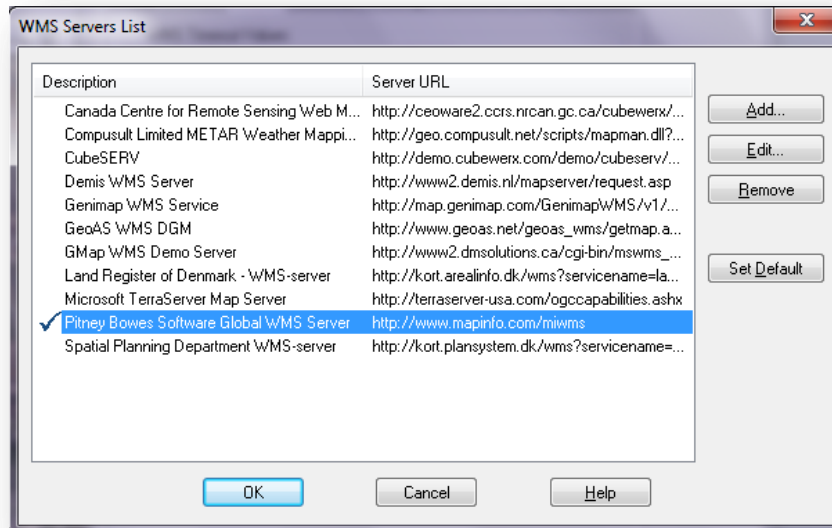 WMS Servers List
Description Server URL
Canada Centre for Remote Sensing Web M... http://ceoware2.ccrs.nrcan.gc.ca/cubewerx/...
Compusult Limited METAR Weather Mappi... http://geo.compusult.net/scripts/mapman.dll?...
CubeSERV http://demo.cubewerx.com/demo/cubeserv/...
Demis WMS Server http://www2.demis.nl/mapserver/request.asp
Genimap WMS Service http://map.genimap.com/GenimapWMS/v1/...
GeoAS WMS DGM http://www.geoas.net/geoas_wms/getmap.a...
GMap WMS Demo Server http://www2.dmsolutions.ca/cgi-bin/mswms_...
Land Register of Denmark - WMS-server http://kort.arealinfo.dk/wms?servicename=la...
Microsoft TerraServer Map Server http://terraserver-usa.com/ogccapabilities.ashx
Pitney Bowes Software Global WMS Server http://www.mapinfo.com/miwms
Spatial Planning Department WMS-server http://kort.plansystem.dk/wms?servicename=...
Add...
Edit...
Remove
Set Default
OK Cancel Help